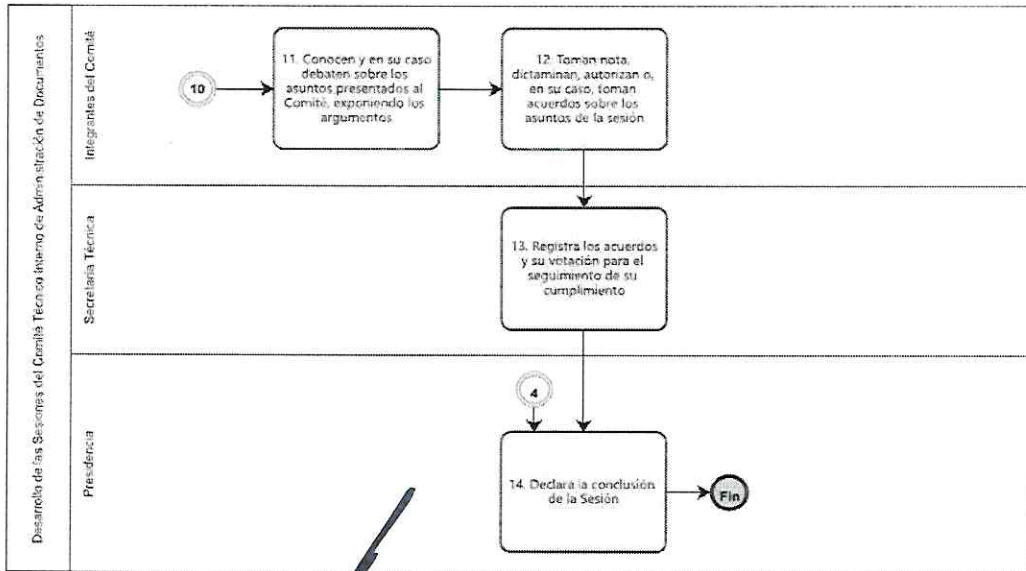 Desarrollo de las Sesiones del Comité Técnico Interno de Administración de Documentos
Integrantes del Comité
10
11. Conocen y en su caso
debaten sobre los
asuntos presentados al
Comité, exponiendo los
argumentos
12. Toman nota,
dictaminan, autorizan o,
en su caso, toman
acuerdos sobre los
asuntos de la sesión
Secretaría Técnica
13. Registra los acuerdos
y su votación para el
seguimiento de su
cumplimiento
Presidencia
4
14. Declara la conclusión
de la Sesión
Fin